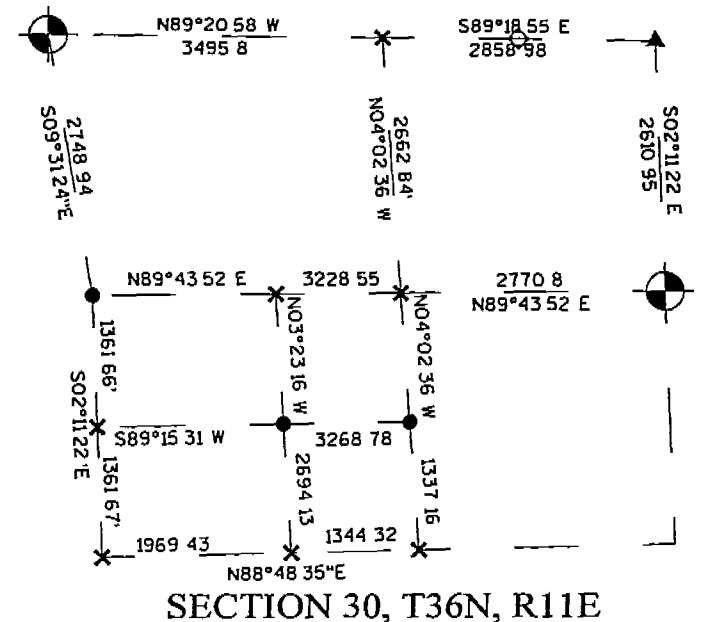 N89°20 58 W
3495 8
S89°18 55 E
2858 98
2748 94
S09°31 24"E
2662 84'
N04°02 36 W
S02°11 22 E
2610 95
N89°43 52 E
3228 55
2770 8
N89°43 52 E
1361 66'
N03°23 16 W
N04°02 36 W
S02°11 22'E
S89°15 31 W
3268 78
1361 67'
2694 13
1337 16
1969 43
1344 32
N88°48 35"E
SECTION 30, T36N, R11E